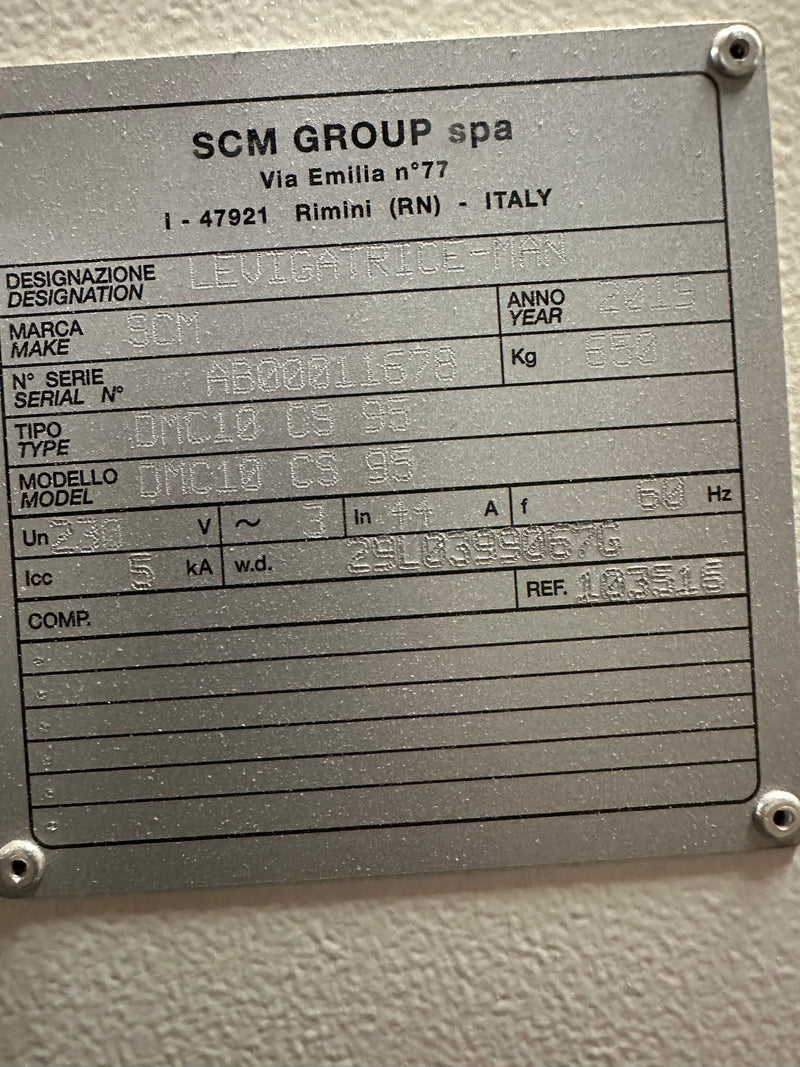 SCM GROUP spa
Via Emilia n°77
I - 47921 Rimini (RN) - ITALY
DESIGNAZIONE LEVIGATRICE-MAN
DESIGNATION
MARCA SCM ANNO 2019
MAKE YEAR
N° SERIE AB00011678 Kg 650
SERIAL N°
TIPO DMC10 CS 95
TYPE
MODELLO DMC10 CS 95
MODEL
Un 230 V ~ 3 In A f 60 Hz
Icc 5 kA w.d.
COMP. REF. 103516